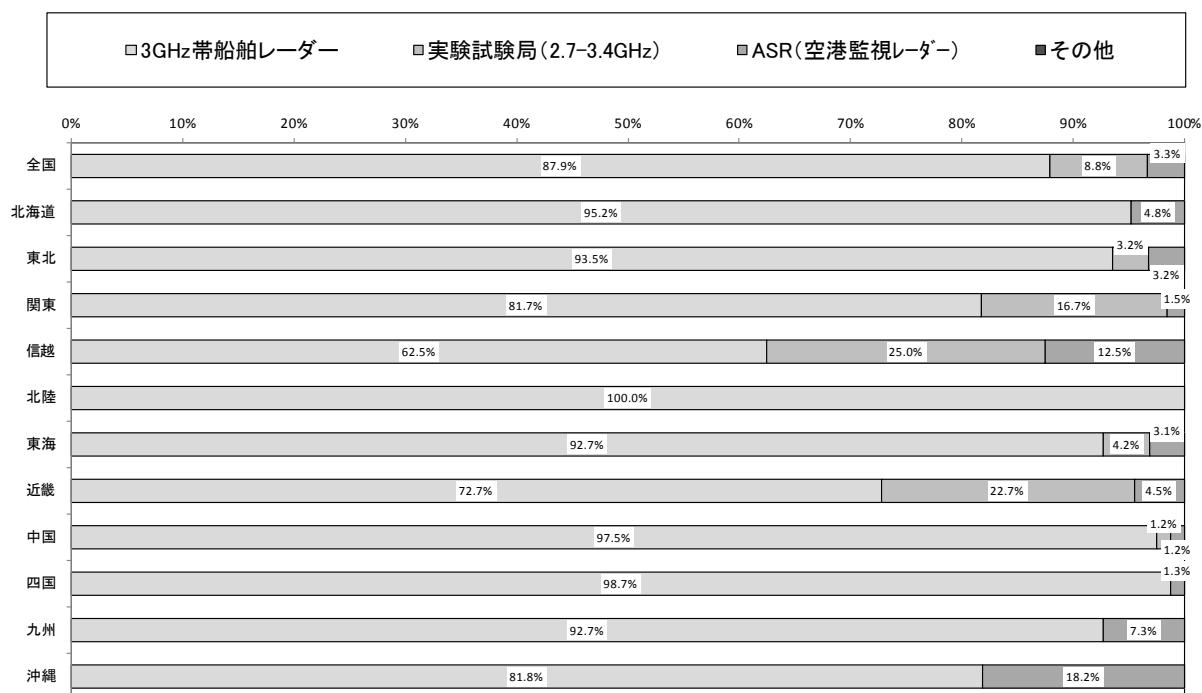 3GHz帯船舶レーダー 実験試験局(2.7-3.4GHz) ASR(空港監視レーダー) その他
0% 10% 20% 30% 40% 50% 60% 70% 80% 90% 100%
全国 87.9% 8.8% 3.3%
北海道 95.2% 4.8%
東北 93.5% 3.2% 3.2%
関東 81.7% 16.7% 1.5%
信越 62.5% 25.0% 12.5%
北陸 100.0%
東海 92.7% 4.2% 3.1%
近畿 72.7% 22.7% 4.5%
中国 97.5% 1.2% 1.2%
四国 98.7% 1.3%
九州 92.7% 7.3%
沖縄 81.8% 18.2%